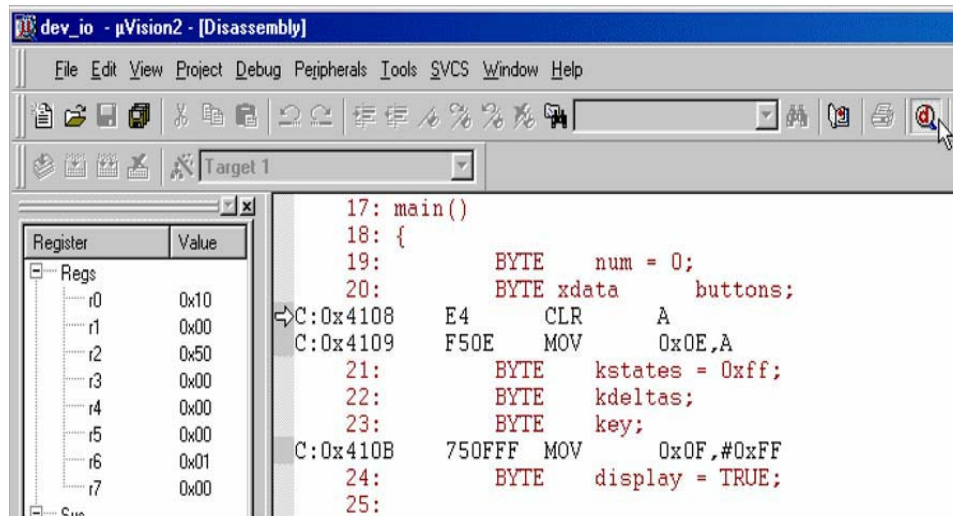 dev_io - µVision2 - [Disassembly]
File Edit View Project Debug Peripherals Tools SVCS Window Help
Target 1
Register Value
Regs
r0 0x10
r1 0x00
r2 0x50
r3 0x00
r4 0x00
r5 0x00
r6 0x01
r7 0x00
Sys
17: main()
18: {
19: BYTE num = 0;
20: BYTE xdata buttons;
C:0x4108 E4 CLR A
C:0x4109 F50E MOV 0x0E,A
21: BYTE kstates = 0xff;
22: BYTE kdeltas;
23: BYTE key;
C:0x410B 750FFF MOV 0x0F,#0xFF
24: BYTE display = TRUE;
25: